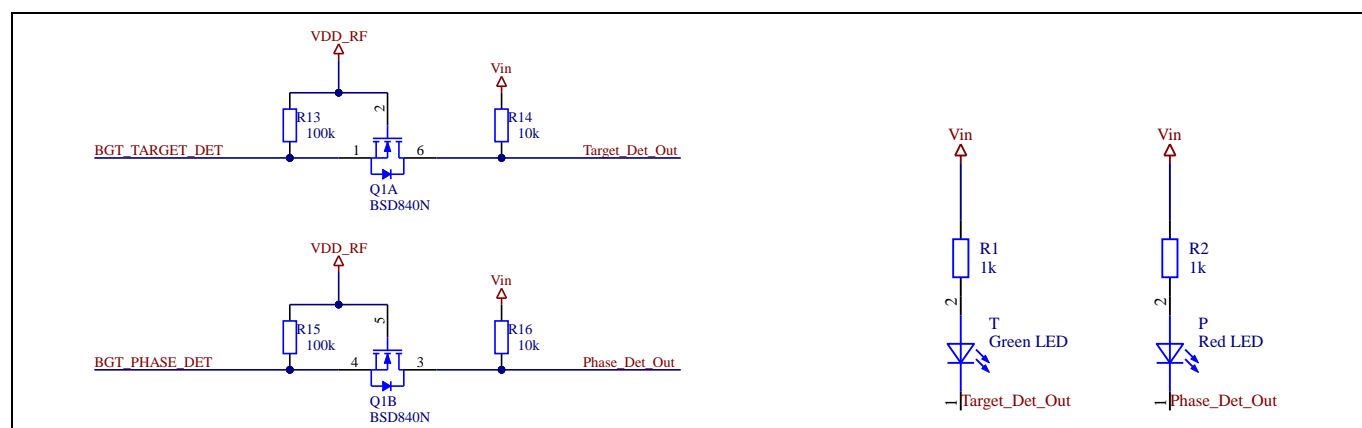 VDD_RF
Vin
R13
100k
2
R14
10k
BGT_TARGET_DET
1
6
Target_Det_Out
Q1A
BSD840N
VDD_RF
Vin
R15
100k
5
R16
10k
BGT_PHASE_DET
4
3
Phase_Det_Out
Q1B
BSD840N
Vin
R1
1k
2
T
Green LED
1
Target_Det_Out
Vin
R2
1k
2
P
Red LED
1
Phase_Det_Out